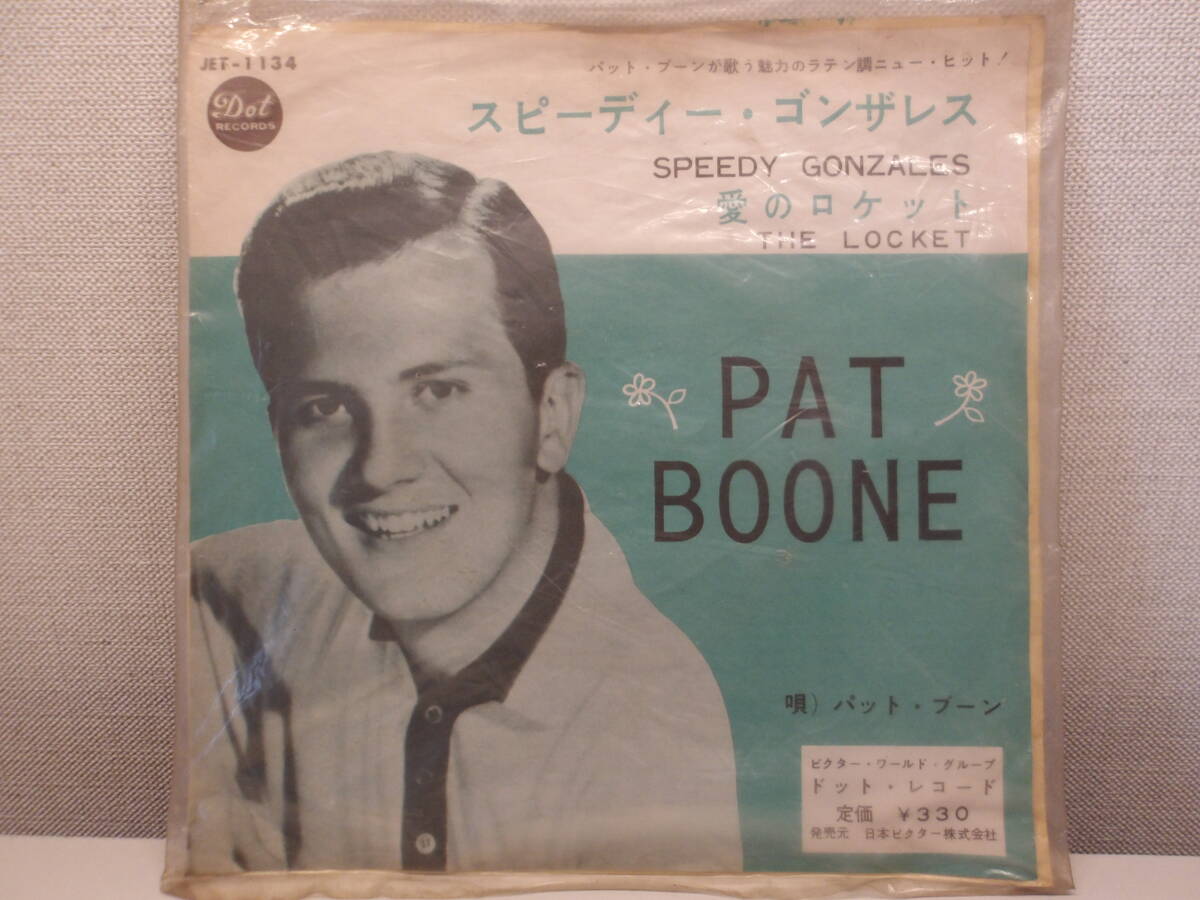 JET-1134
Dot
RECORDS
パット・ブーンが歌う魅力のラテン調ニュー・ヒット!
スピーディー・ゴンザレス
SPEEDY GONZALES
愛のロケット
THE LOCKET
PAT
BOONE
唄) パット・ブーン
ビクター・ワールド・グループ
ドット・レコード
定価 ¥330
発売元 日本ビクター株式会社